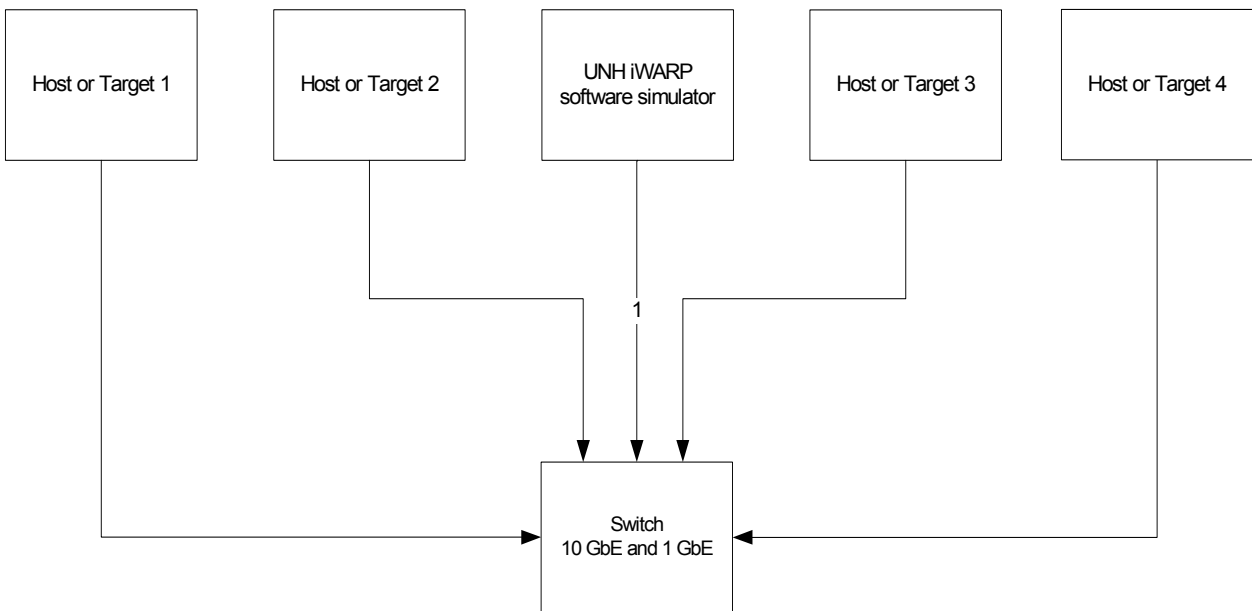 Host or Target 1
Host or Target 2
UNH iWARP
software simulator
Host or Target 3
Host or Target 4
1
Switch
10 GbE and 1 GbE